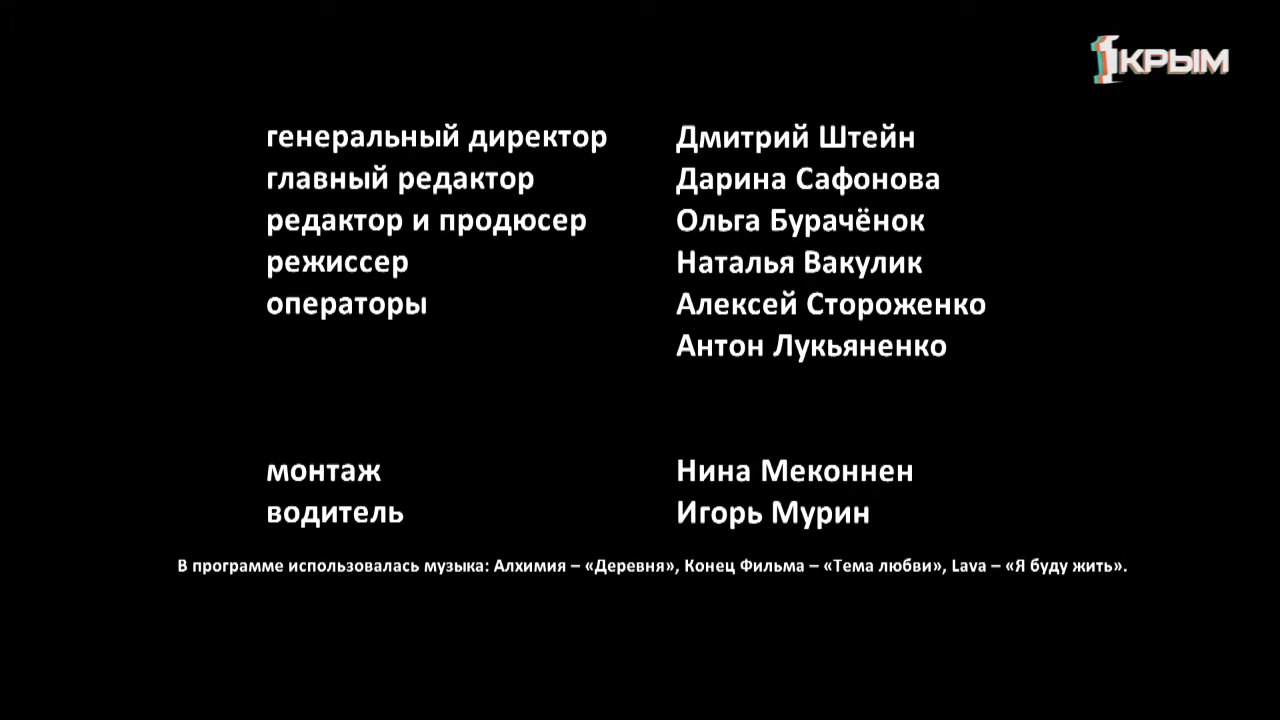 1КРЫМ
генеральный директор Дмитрий Штейн
главный редактор Дарина Сафонова
редактор и продюсер Ольга Бурачёнок
режиссер Наталья Вакулик
операторы Алексей Стороженко
Антон Лукьяненко
монтаж Нина Меконнен
водитель Игорь Мурин
В программе использовалась музыка: Алхимия – «Деревня», Конец Фильма – «Тема любви», Lava – «Я буду жить».